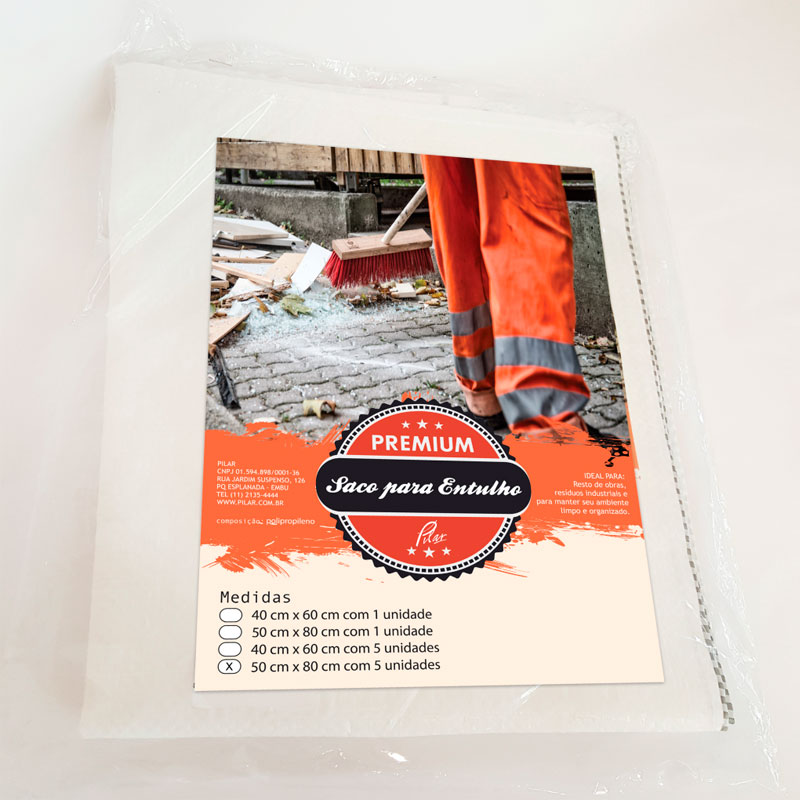 PREMIUM
Saco para Entulho
Pilar
PILAR
CNPJ 01.594.898/0001-36
RUA JARDIM SUSPENSO, 126
PQ ESPLANADA - EMBU
TEL (11) 2135-4444
WWW.PILAR.COM.BR
composição: polipropileno
IDEAL PARA:
Resto de obras,
resíduos industriais e
para manter seu ambiente
limpo e organizado.
Medidas
40 cm x 60 cm com 1 unidade
50 cm x 80 cm com 1 unidade
40 cm x 60 cm com 5 unidades
X 50 cm x 80 cm com 5 unidades